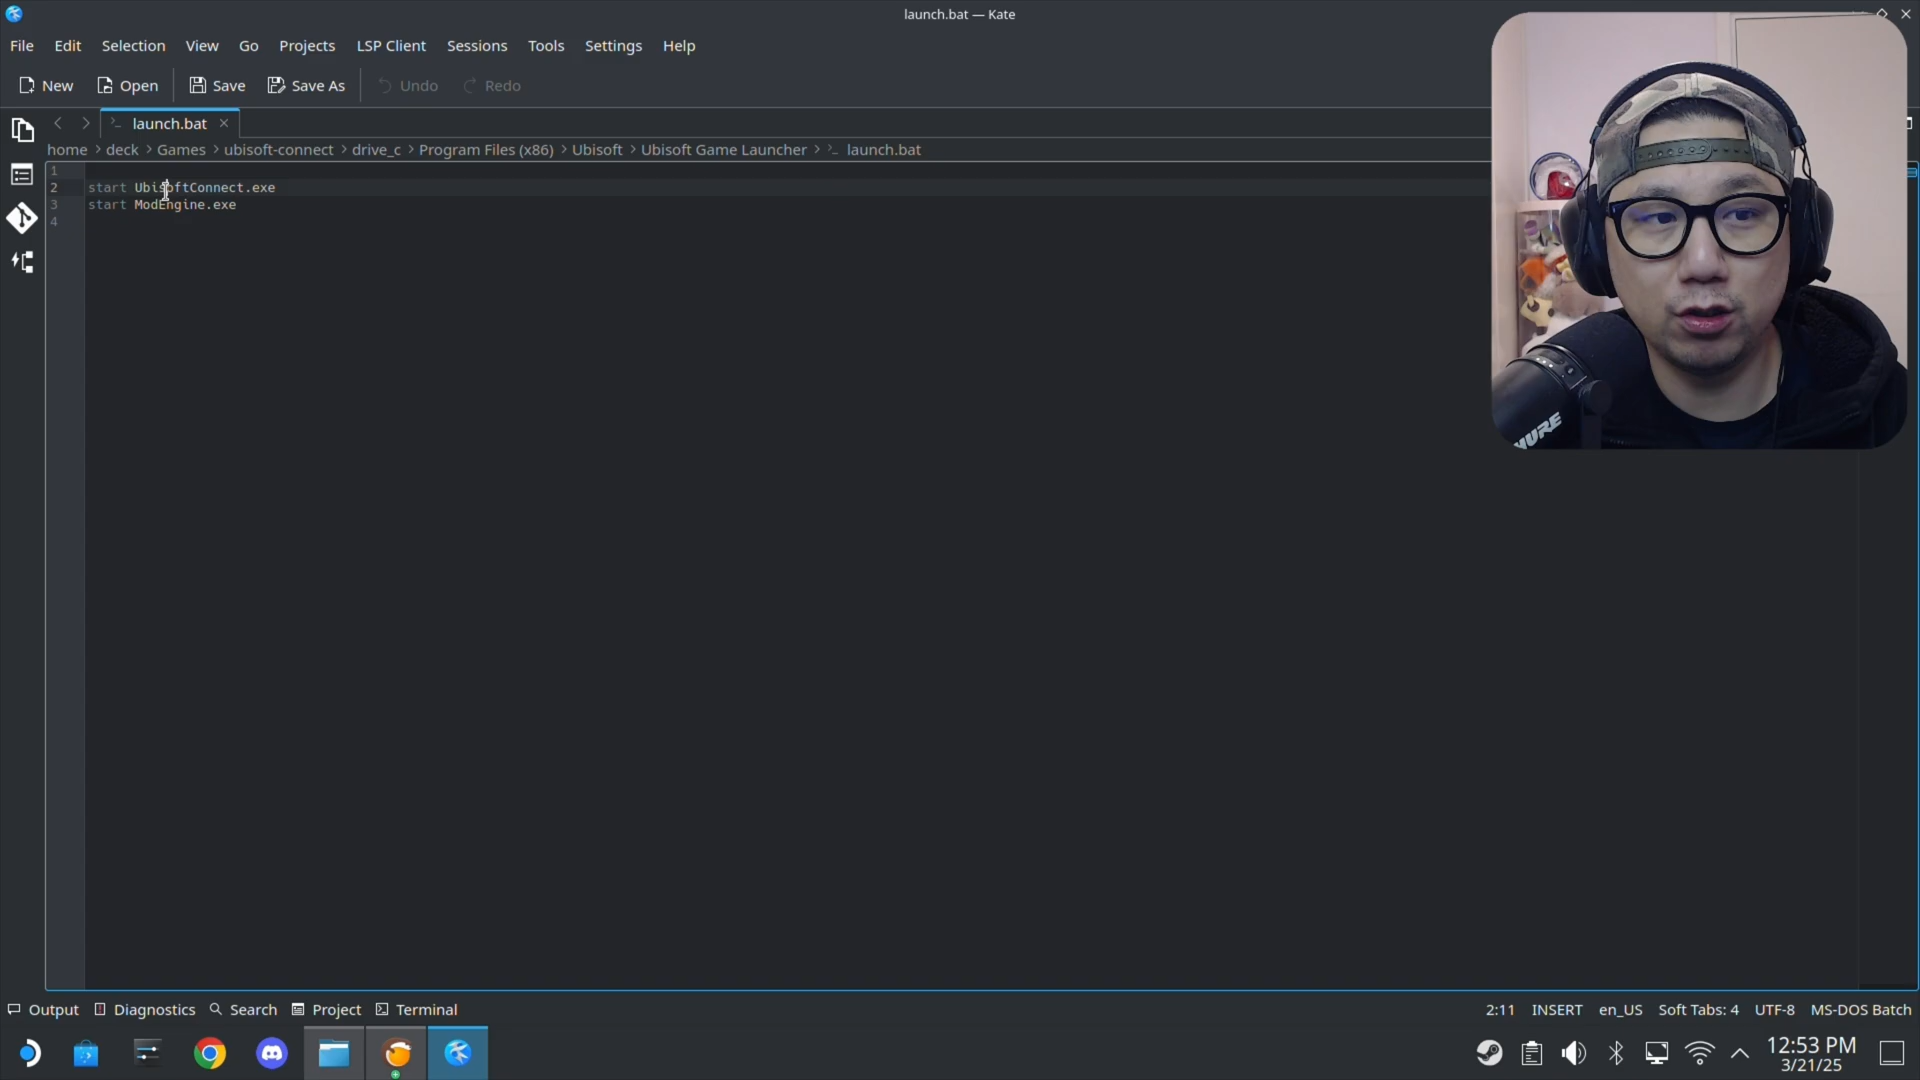 launch.bat — Kate
File Edit Selection View Go Projects LSP Client Sessions Tools Settings Help
New Open Save Save As Undo Redo
launch.bat
home > deck > Games > ubisoft-connect > drive_c > Program Files (x86) > Ubisoft > Ubisoft Game Launcher > launch.bat
1
2 start UbisoftConnect.exe
3 start ModEngine.exe
4
SHURE
Output Diagnostics Search Project Terminal
2:11 INSERT en_US Soft Tabs: 4 UTF-8 MS-DOS Batch
12:53 PM
3/21/25